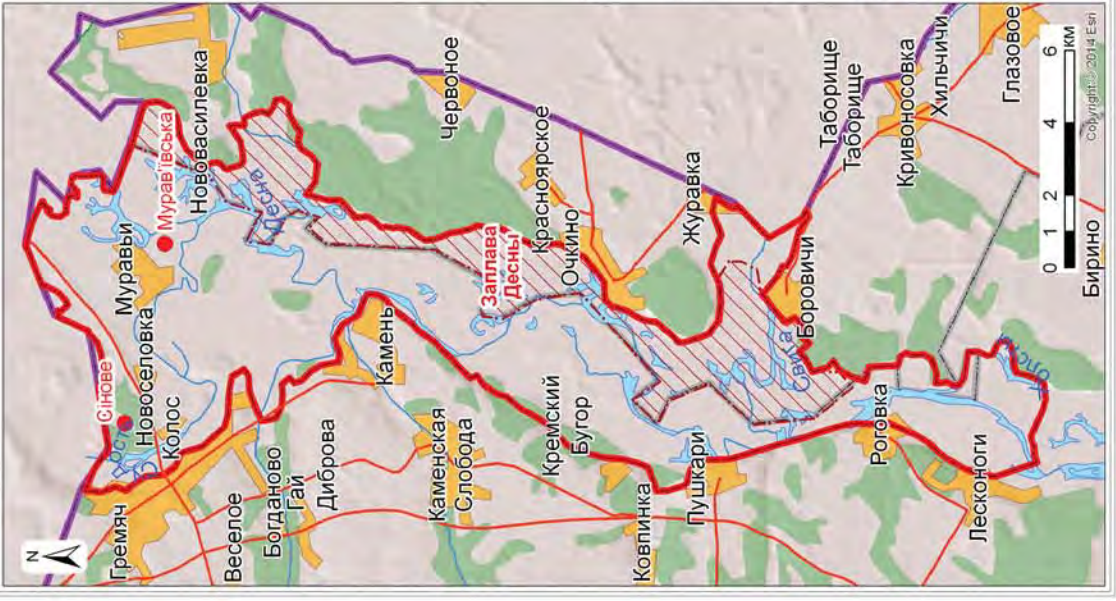 N
Гремяч
Сінове
Новоселовка
Колос
Муравьи
Мурав'ївська
Нововасилевка
Десна
Веселое
Богданово
Гай
Диброва
Камень
Червоное
Каменская
Слобода
Заплава
Десны
Красноярское
Очкино
Кремский
Бугор
Журавка
Ковпинка
Пушкари
Свига
Боровичи
Таборище
Таборище
Кривоносовка
Хильчичи
Глазовое
Роговка
Лесконоги
Бирино
0 1 2 4 6
КМ
Copyright: © 2014 Esri